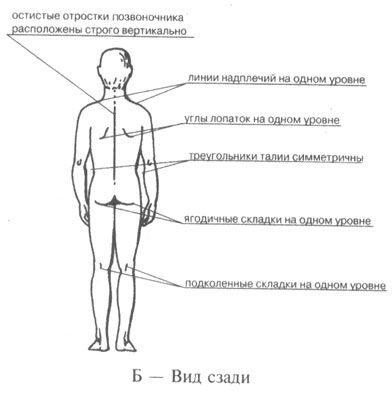 остистые отростки позвоночника
расположены строго вертикально
линии надплечий на одном уровне
углы лопаток на одном уровне
треугольники талии симметричны
ягодичные складки на одном уровне
подколенные складки на одном уровне
Б — Вид сзади